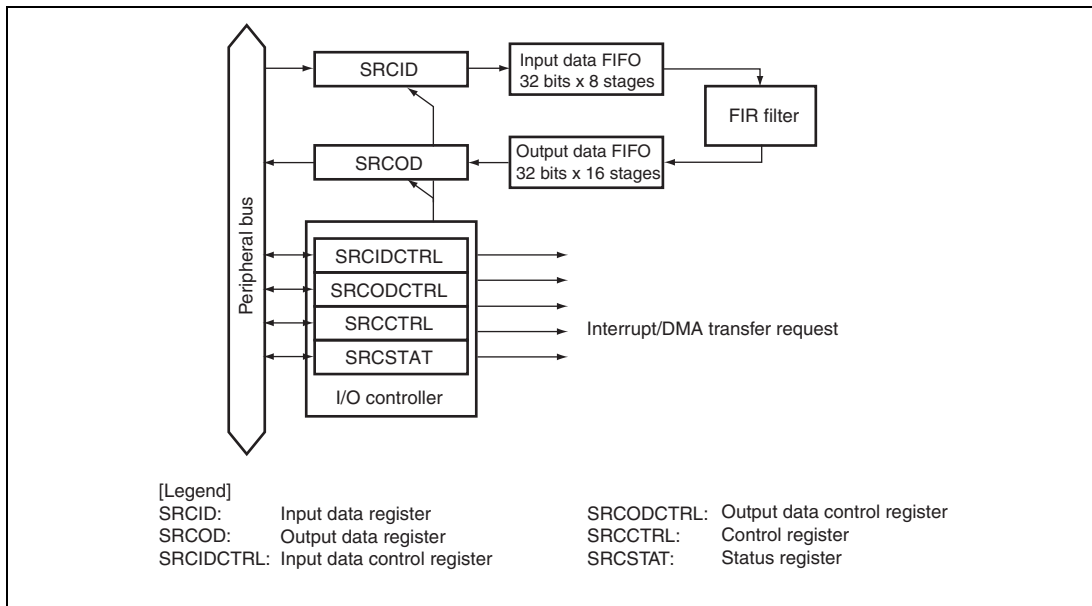 SRCID
Input data FIFO
32 bits x 8 stages
FIR filter
SRCOD
Output data FIFO
32 bits x 16 stages
Peripheral bus
SRCIDCTRL
SRCODCTRL
SRCCTRL
SRCSTAT
I/O controller
Interrupt/DMA transfer request
[Legend]
SRCID: Input data register
SRCOD: Output data register
SRCIDCTRL: Input data control register
SRCODCTRL: Output data control register
SRCCTRL: Control register
SRCSTAT: Status register